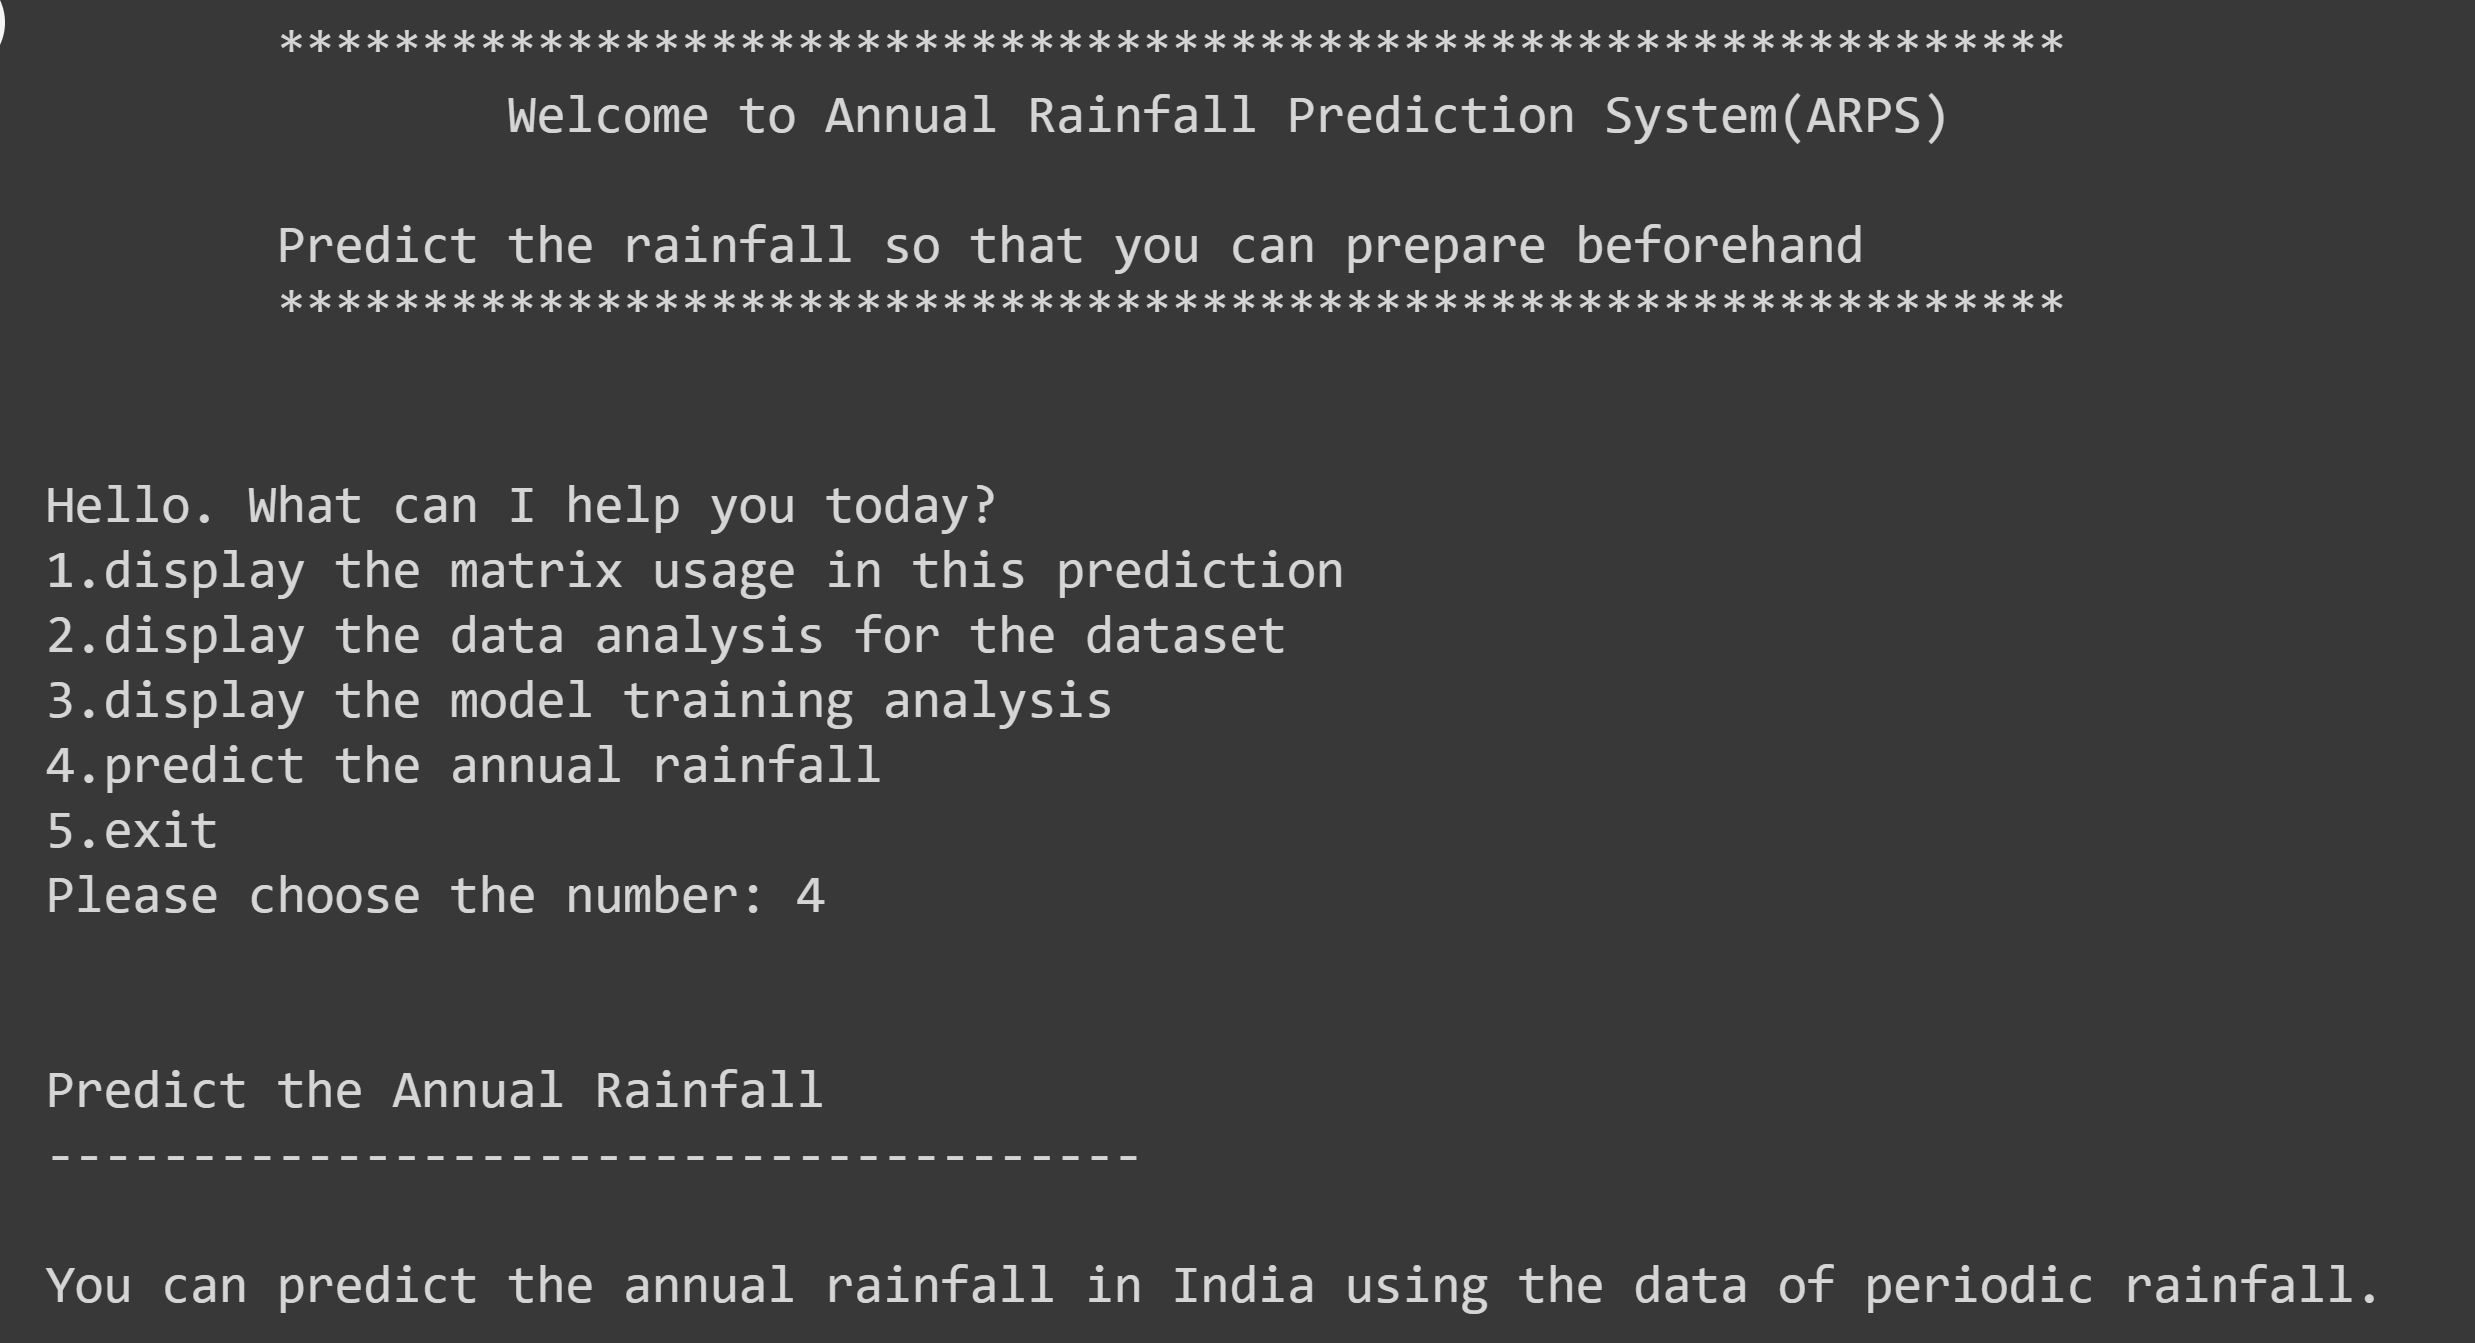 **************************************************************
Welcome to Annual Rainfall Prediction System(ARPS)
Predict the rainfall so that you can prepare beforehand
**************************************************************
Hello. What can I help you today?
1.display the matrix usage in this prediction
2.display the data analysis for the dataset
3.display the model training analysis
4.predict the annual rainfall
5.exit
Please choose the number: 4
Predict the Annual Rainfall
--------------------------------------
You can predict the annual rainfall in India using the data of periodic rainfall.